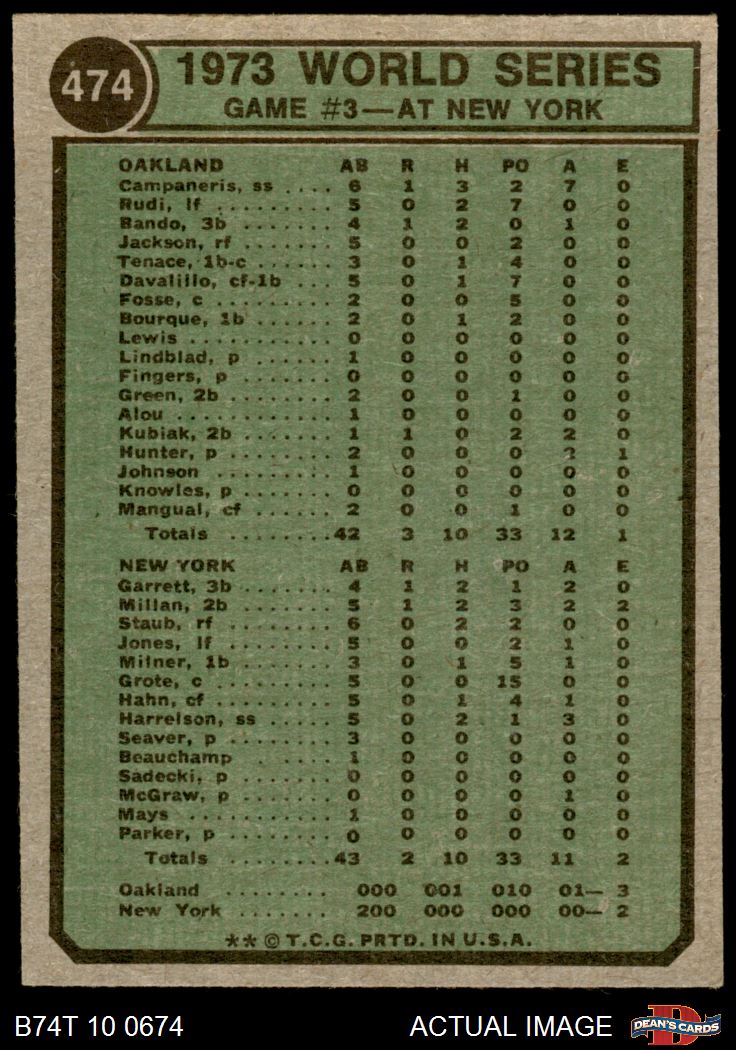 474
1973 WORLD SERIES
GAME #3—AT NEW YORK
OAKLAND AB R H PO A E
Campaneris, ss .... 6 1 3 2 7 0
Rudi, lf ......... 5 0 2 7 0 0
Bando, 3b ........ 4 1 2 0 1 0
Jackson, rf ....... 5 0 0 2 0 0
Tenace, 1b-c ...... 3 0 1 4 0 0
Davalillo, cf-1b ... 5 0 1 7 0 0
Fosse, c ......... 2 0 0 5 0 0
Bourque, 1b ...... 2 0 1 2 0 0
Lewis ........... 0 0 0 0 0 0
Lindblad, p ....... 1 0 0 0 0 0
Fingers, p ........ 0 0 0 0 0 0
Green, 2b ........ 2 0 0 1 0 0
Alou ............ 1 0 0 0 0 0
Kubiak, 2b ....... 1 1 0 2 2 0
Hunter, p ........ 2 0 0 0 2 1
Johnson ......... 1 0 0 0 0 0
Knowles, p ....... 0 0 0 0 0 0
Mangual, cf ...... 2 0 0 1 0 0
Totals ........ 42 3 10 33 12 1
NEW YORK AB R H PO A E
Garrett, 3b ....... 4 1 2 1 2 0
Millan, 2b ........ 5 1 2 3 2 2
Staub, rf ......... 6 0 2 2 0 0
Jones, lf ......... 5 0 0 2 1 0
Milner, 1b ........ 3 0 1 5 1 0
Grote, c .......... 5 0 0 15 0 0
Hahn, cf ......... 5 0 1 4 1 0
Harrelson, ss ..... 5 0 2 1 3 0
Seaver, p ........ 3 0 0 0 0 0
Beauchamp ...... 1 0 0 0 0 0
Sadecki, p ....... 0 0 0 0 0 0
McGraw, p ....... 0 0 0 0 1 0
Mays ........... 1 0 0 0 0 0
Parker, p ........ 0 0 0 0 0 0
Totals ........ 43 2 10 33 11 2
Oakland ........ 000 001 010 01— 3
New York ....... 200 000 000 00— 2
** © T.C.G. PRTD. IN U.S.A.
B74T 10 0674 ACTUAL IMAGE D DEAN'S CARDS